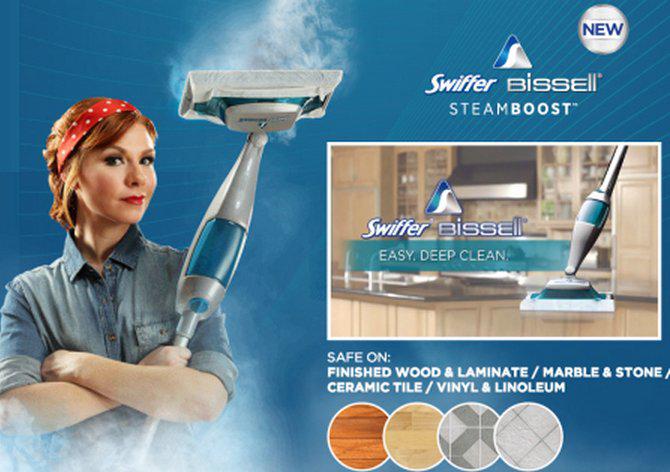 NEW
Swiffer BISSELL®
STEAMBOOST™
Swiffer BISSELL®
EASY. DEEP CLEAN.
SAFE ON:
FINISHED WOOD & LAMINATE / MARBLE & STONE /
CERAMIC TILE / VINYL & LINOLEUM